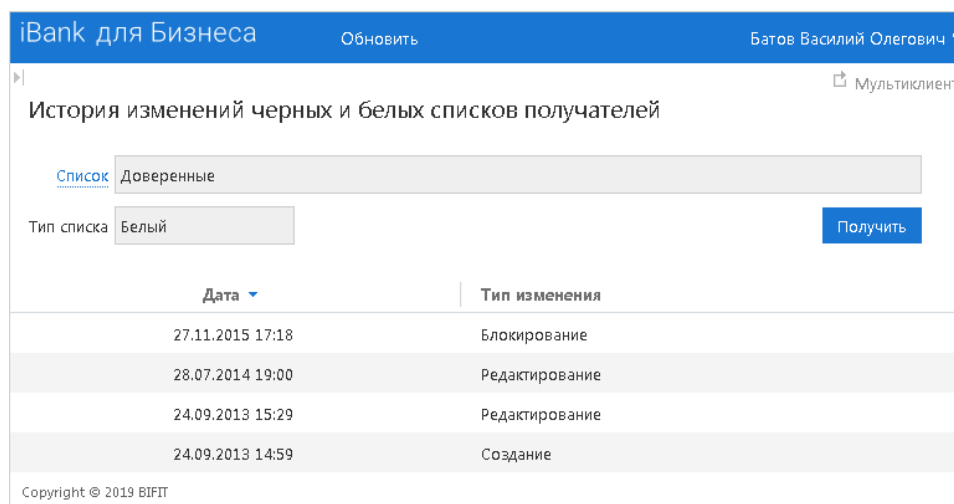 iBank для Бизнеса Обновить Батов Василий Олегович
Мультиклиент
История изменений черных и белых списков получателей
Список Доверенные
Тип списка Белый Получить
Дата Тип изменения
27.11.2015 17:18 Блокирование
28.07.2014 19:00 Редактирование
24.09.2013 15:29 Редактирование
24.09.2013 14:59 Создание
Copyright © 2019 BIFIT